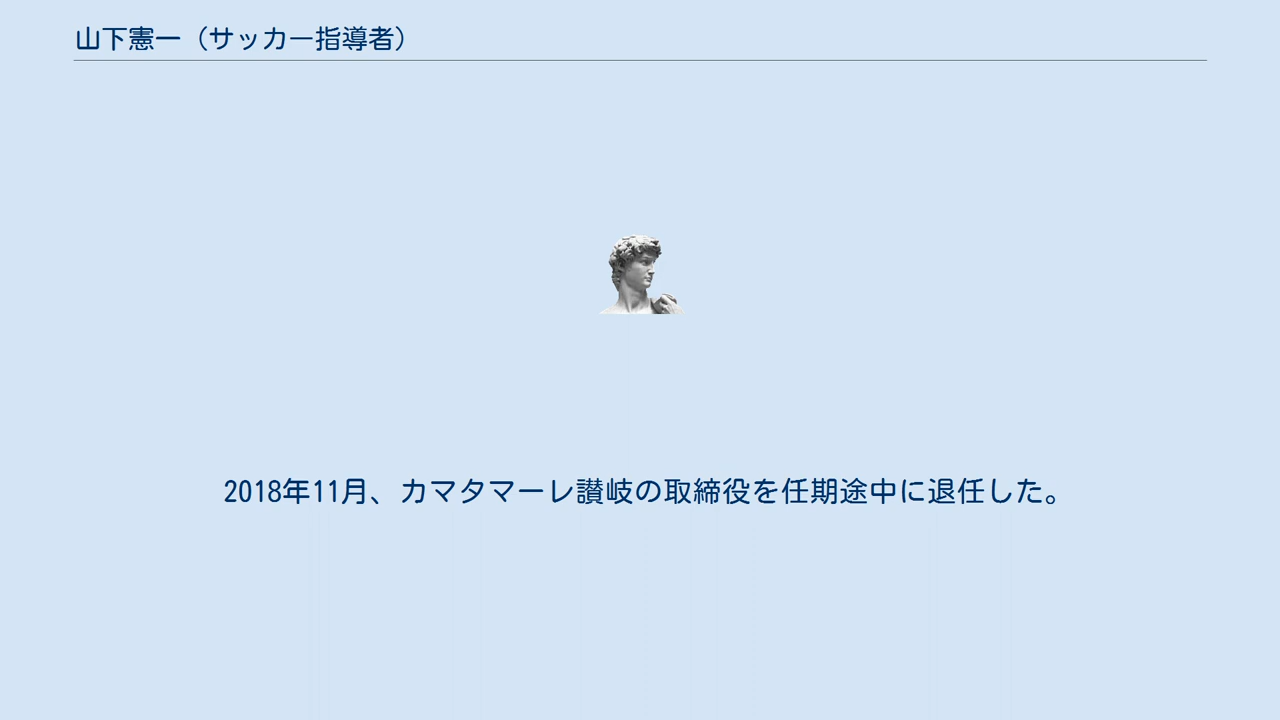 山下憲一（サッカー指導者）
2018年11月、カマタマーレ讃岐の取締役を任期途中に退任した。